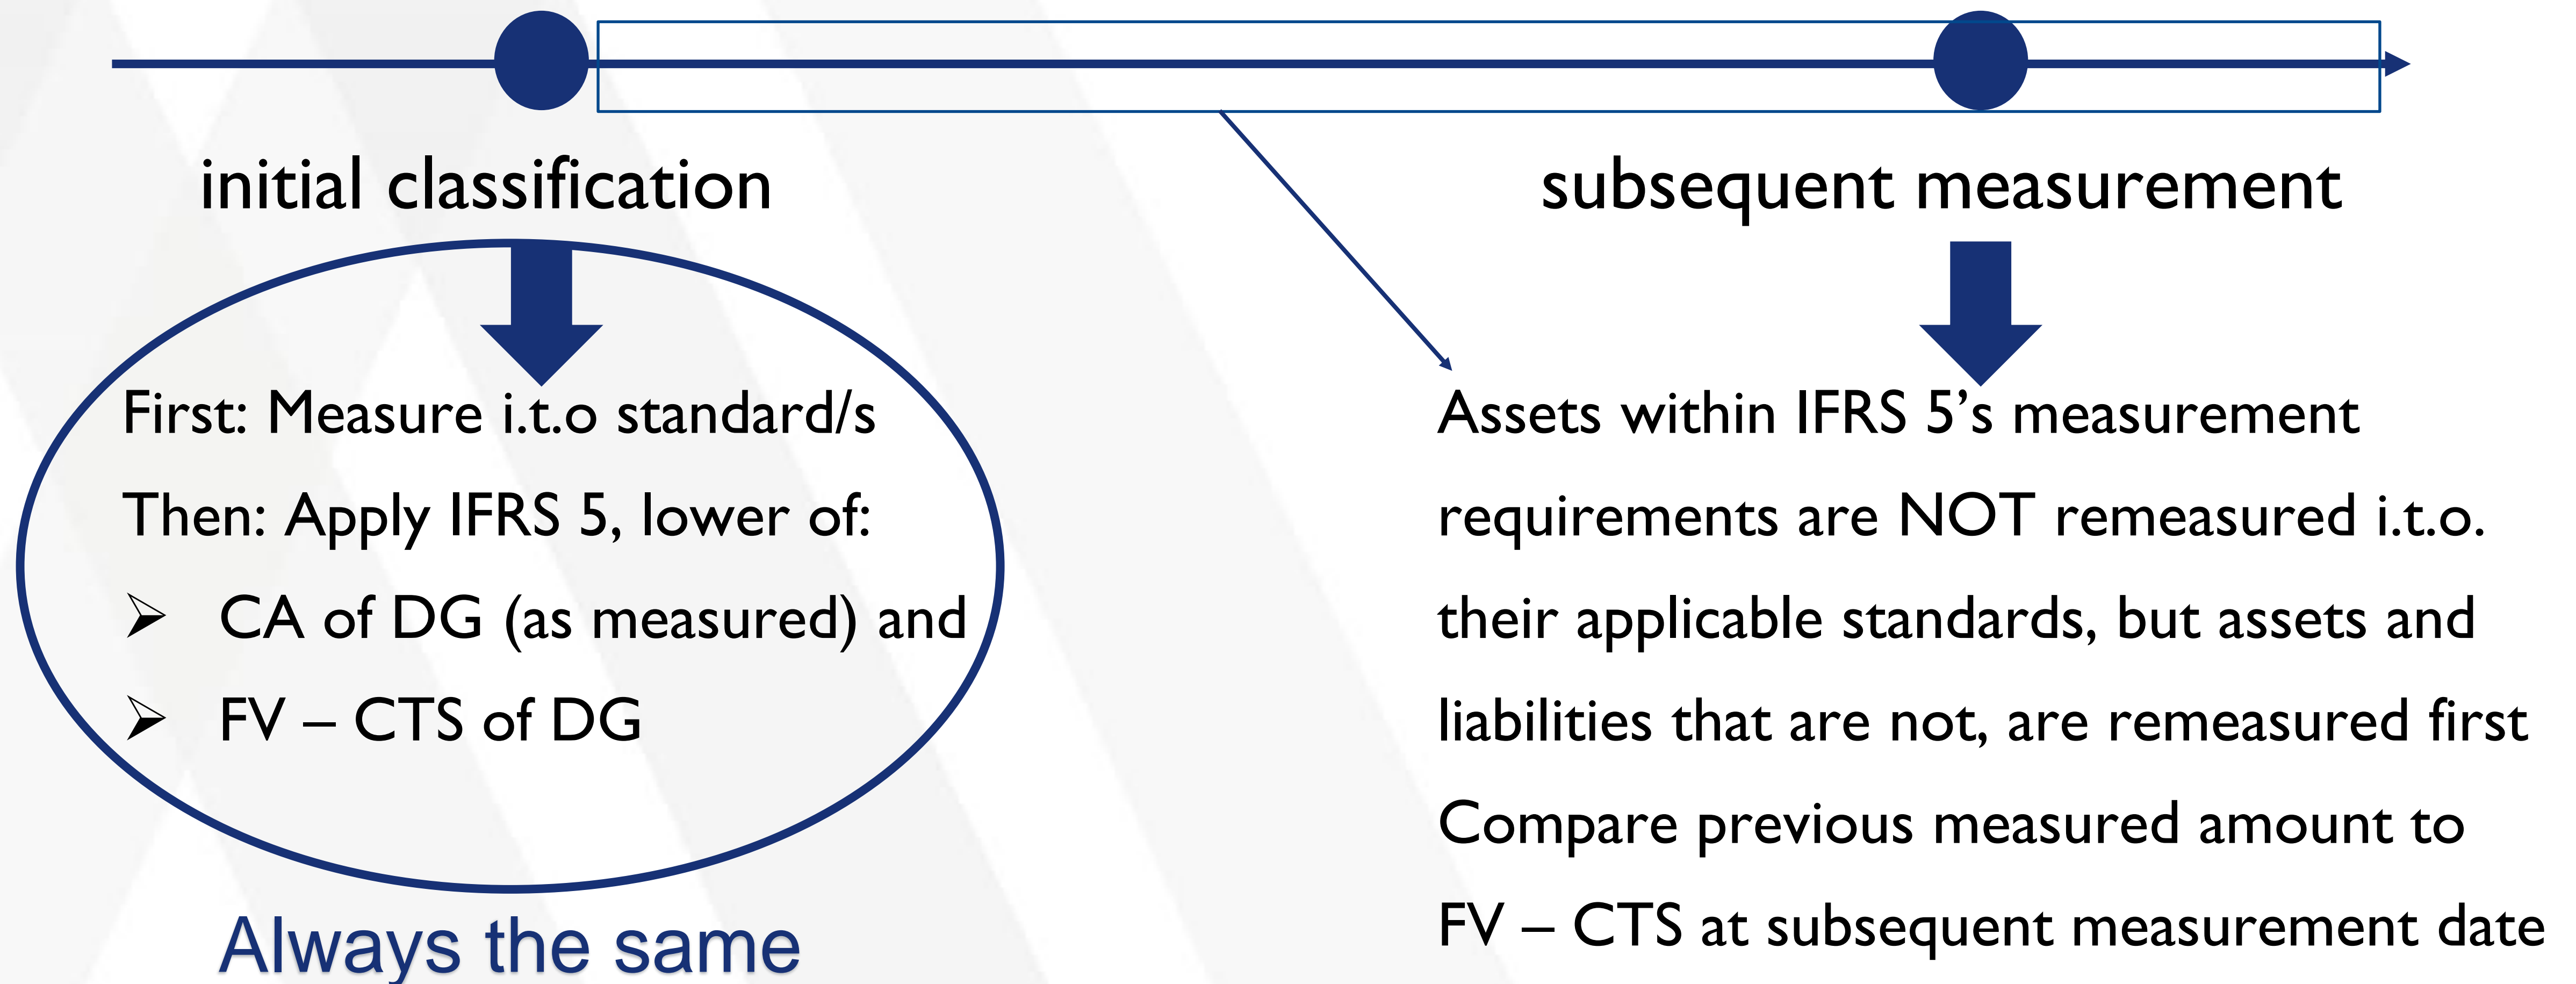 initial classification
First: Measure i.t.o standard/s
Then: Apply IFRS 5, lower of:
➢ CA of DG (as measured) and
➢ FV – CTS of DG
Always the same
subsequent measurement
Assets within IFRS 5’s measurement
requirements are NOT remeasured i.t.o.
their applicable standards, but assets and
liabilities that are not, are remeasured first
Compare previous measured amount to
FV – CTS at subsequent measurement date